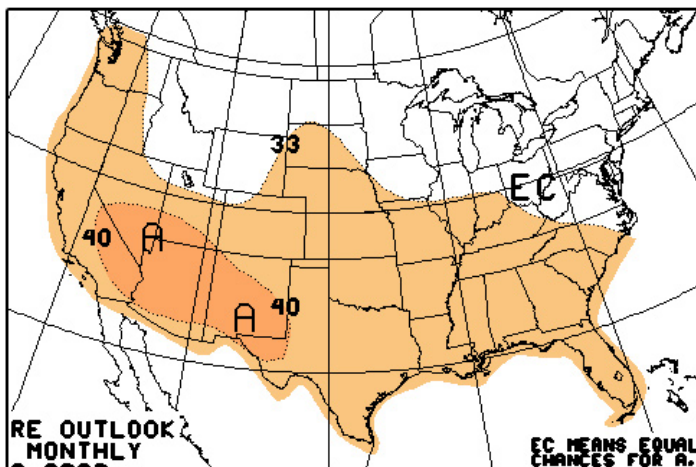 33
EC
40
A
A
40
RE OUTLOOK
MONTHLY
EC MEANS EQUAL
CHANCES FOR A,